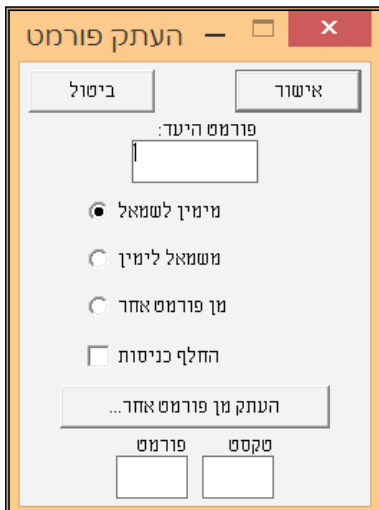 העתק פורמט
אישור ביטול
פורמט היעד:
מימין לשמאל
משמאל לימין
מן פורמט אחר
החלף כניסות
העתק מן פורמט אחר...
טקסט פורמט